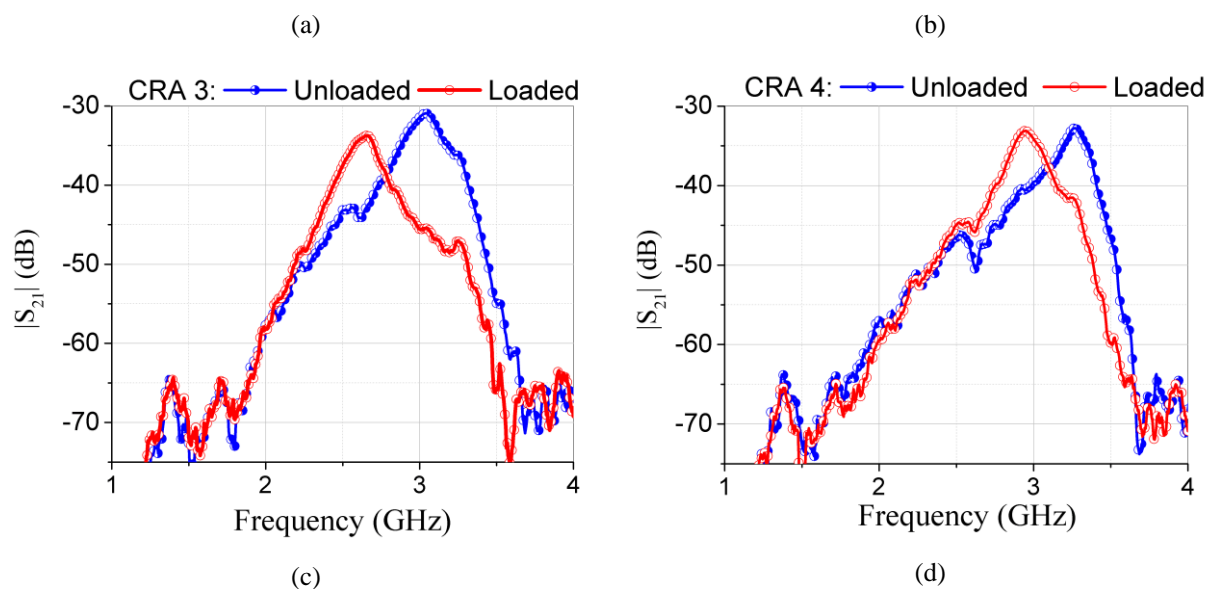 (a)
(b)
CRA 3: Unloaded Loaded
-30
-40
-50
-60
-70
|S21| (dB)
1 2 3 4
Frequency (GHz)
(c)
CRA 4: Unloaded Loaded
-30
-40
-50
-60
-70
|S21| (dB)
1 2 3 4
Frequency (GHz)
(d)